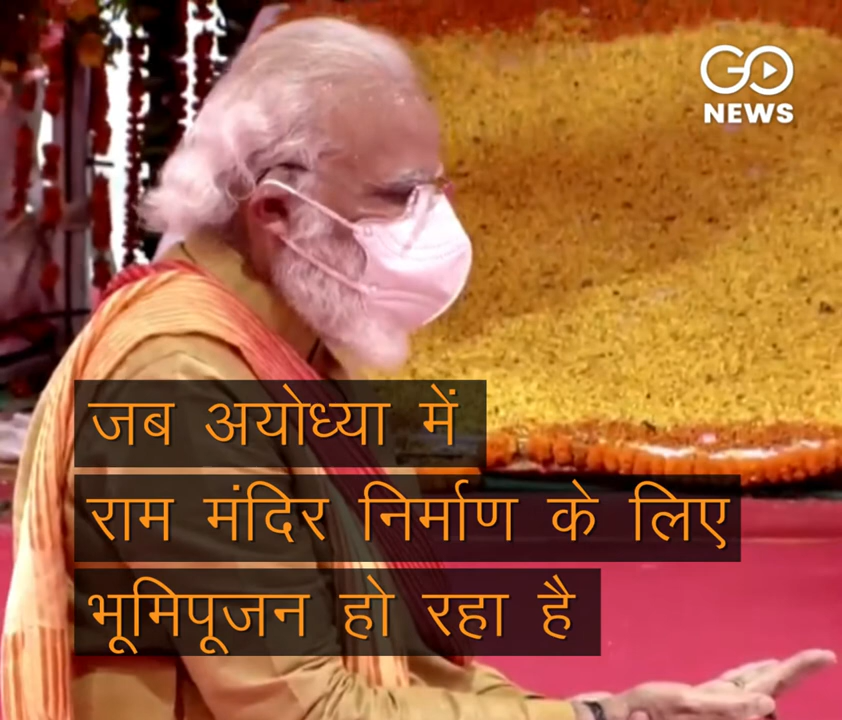 GO
NEWS
जब अयोध्या में
राम मंदिर निर्माण के लिए
भूमिपूजन हो रहा है